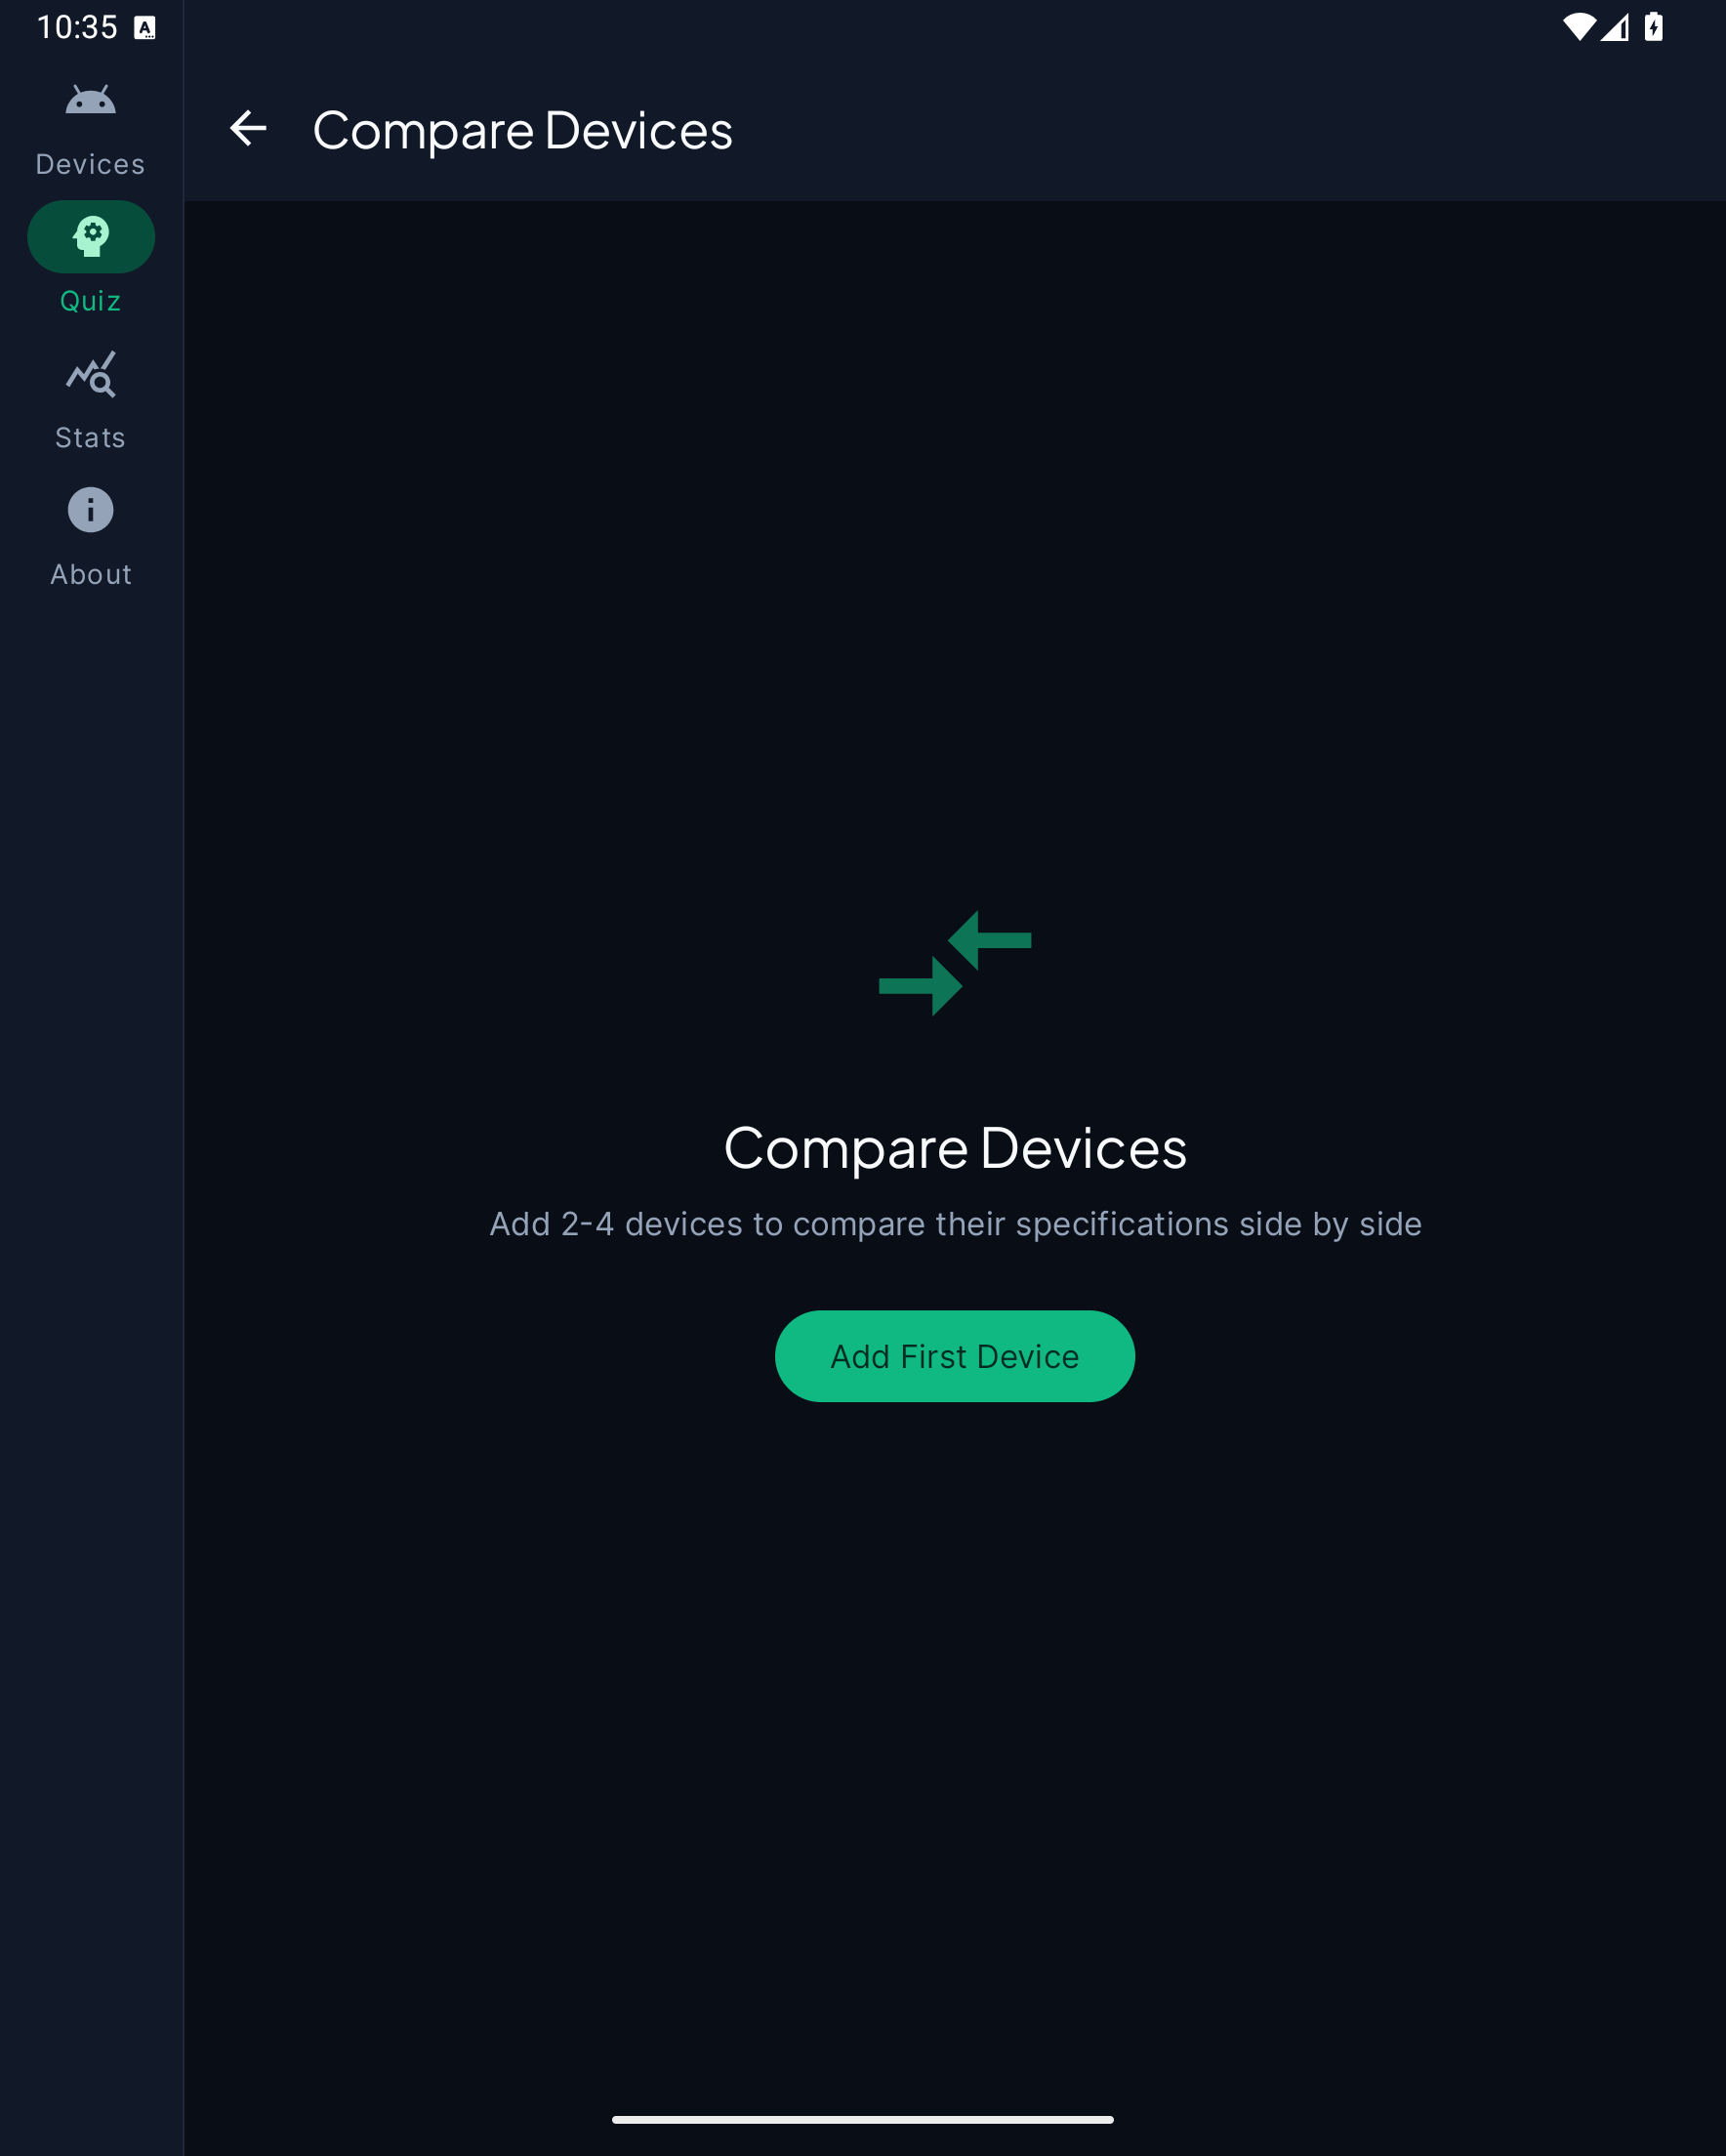 10:35
Devices
Quiz
Stats
About
Compare Devices
Compare Devices
Add 2-4 devices to compare their specifications side by side
Add First Device